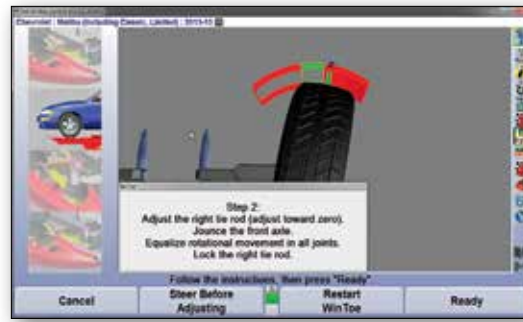 Chevrolet : Malibu (Including Classic, Limited) : 2013-15
Step 2:
Adjust the right tie rod (adjust toward zero).
Jounce the front axle.
Equalize rotational movement in all joints.
Lock the right tie rod.
Follow the instructions, then press "Ready"
Cancel
Steer Before
Adjusting
Restart
WinToe
Ready